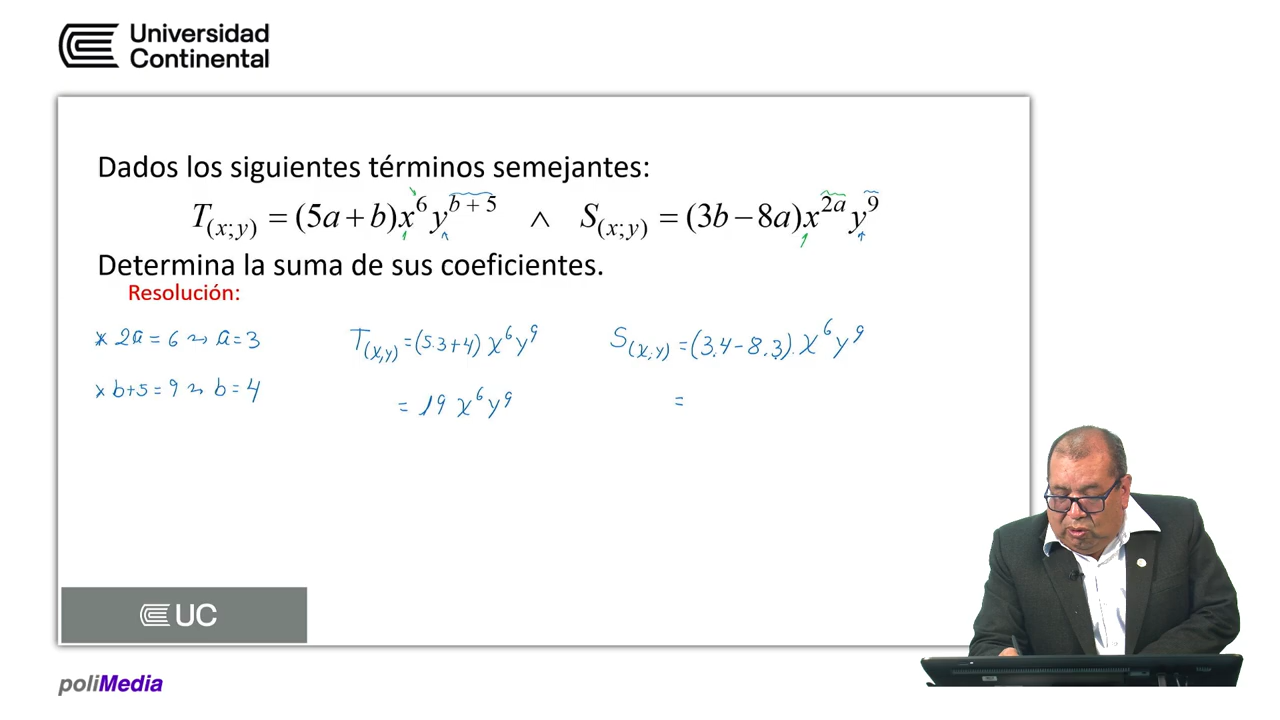 Universidad
Continental
Dados los siguientes términos semejantes:
T(x;y) = (5a + b)x^6 y^(b + 5) ∧ S(x;y) = (3b − 8a)x^(2a) y^9
Determina la suma de sus coeficientes.
Resolución:
* 2a = 6 ⤳ a = 3
* b+5 = 9 ⤳ b = 4
T(x,y) = (5.3+4) x^6 y^9
= 19 x^6 y^9
S(x;y) = (3.4 − 8.3). x^6 y^9
=
UC
poliMedia